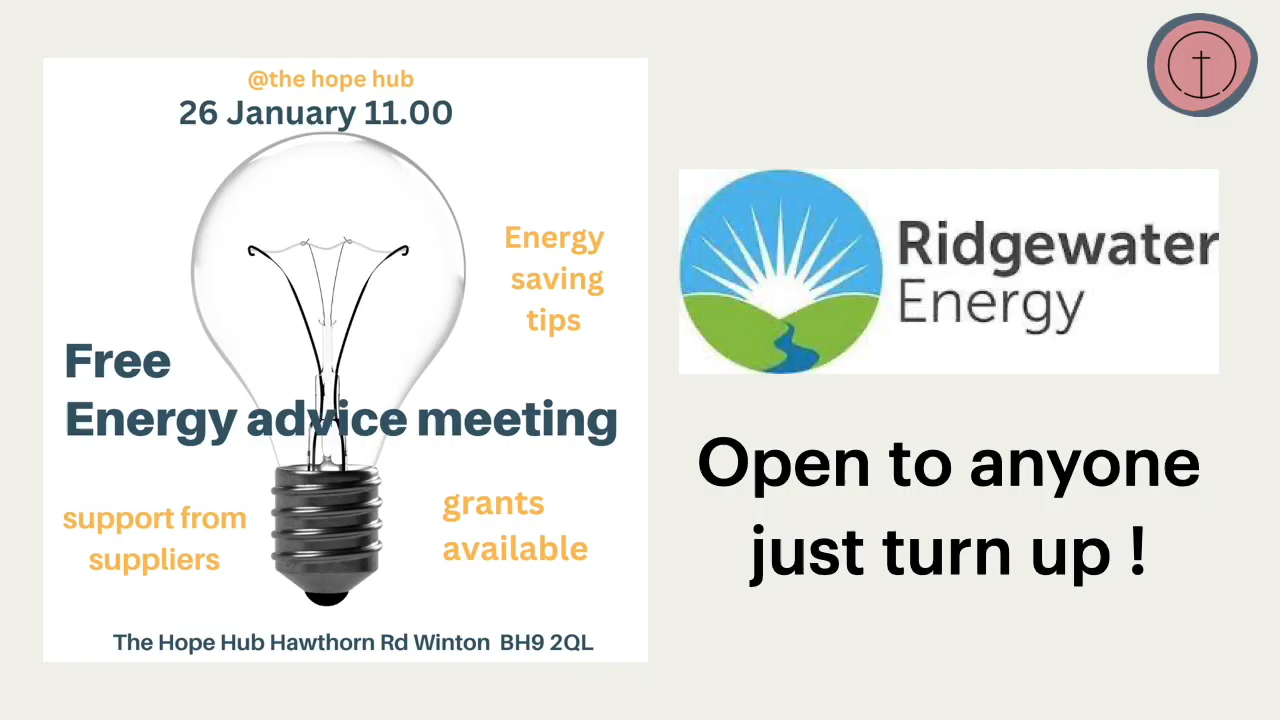 @the hope hub
26 January 11.00
Energy
saving
tips
Free
Energy advice meeting
support from
suppliers
grants
available
The Hope Hub Hawthorn Rd Winton BH9 2QL
Ridgewater
Energy
Open to anyone
just turn up !